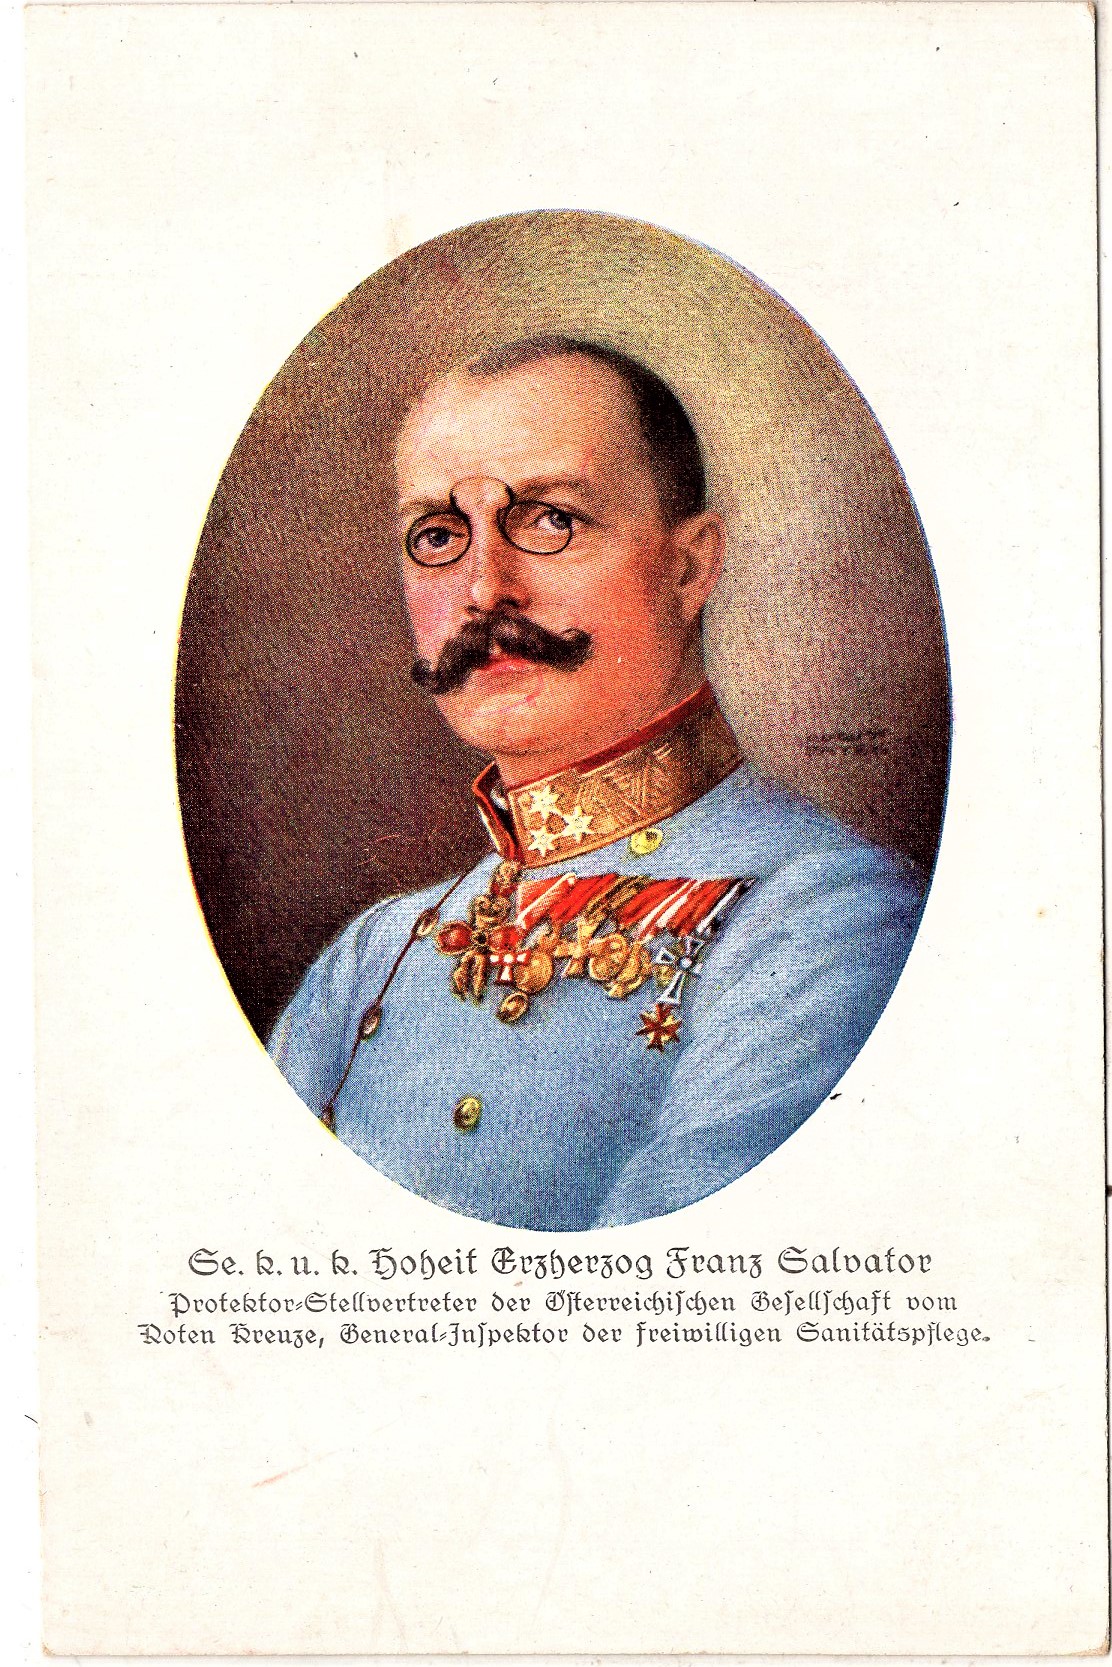 Se. k. u. k. Hoheit Erzherzog Franz Salvator
Protektor-Stellvertreter der Österreichischen Gesellschaft vom
Roten Kreuze, General-Inspektor der freiwilligen Sanitätspflege.